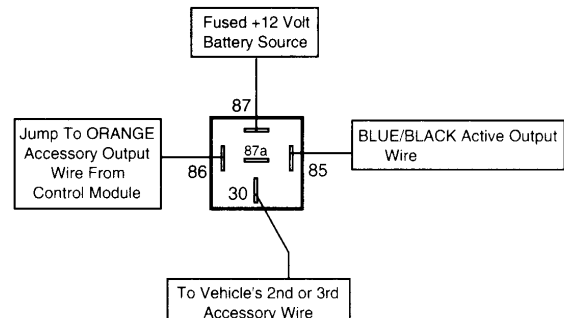 Fused +12 Volt
Battery Source
87
Jump To ORANGE
Accessory Output
Wire From
Control Module
86
87a
85
30
BLUE/BLACK Active Output
Wire
To Vehicle's 2nd or 3rd
Accessory Wire